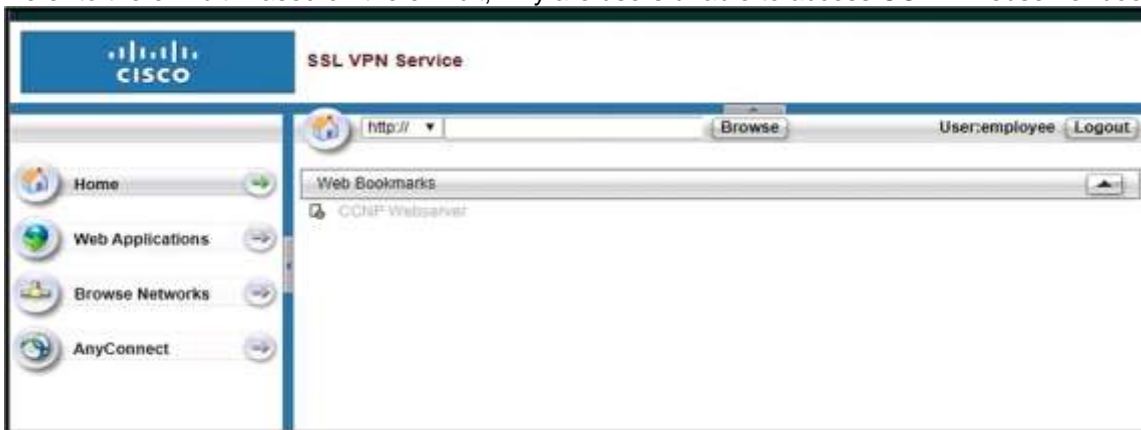 CISCO
SSL VPN Service
http://
Browse
User:employee
Logout
Home
Web Bookmarks
CCNP Webserver
Web Applications
Browse Networks
AnyConnect